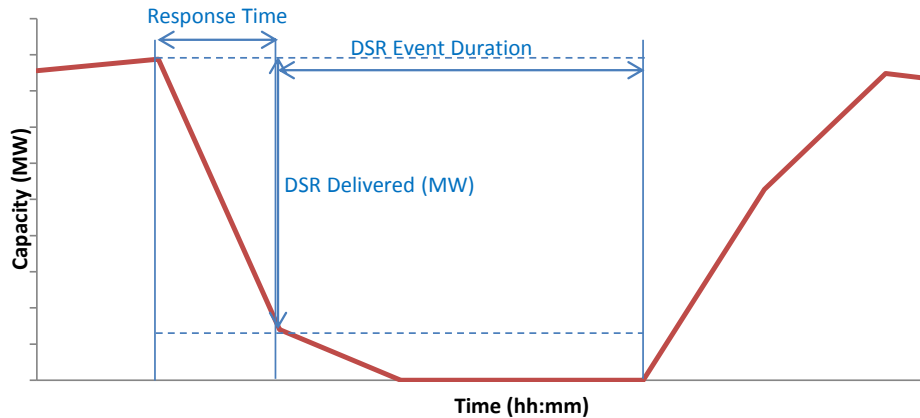 Response Time
DSR Event Duration
DSR Delivered (MW)
Capacity (MW)
Time (hh:mm)